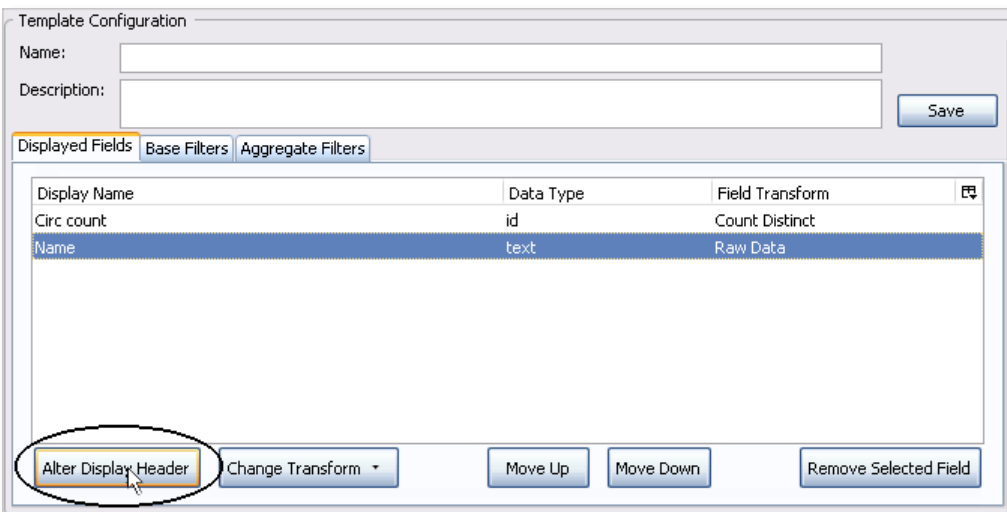 Template Configuration
Name:
Description:
Save
Displayed Fields Base Filters Aggregate Filters
Display Name Data Type Field Transform
Circ count id Count Distinct
Name text Raw Data
Alter Display Header Change Transform Move Up Move Down Remove Selected Field